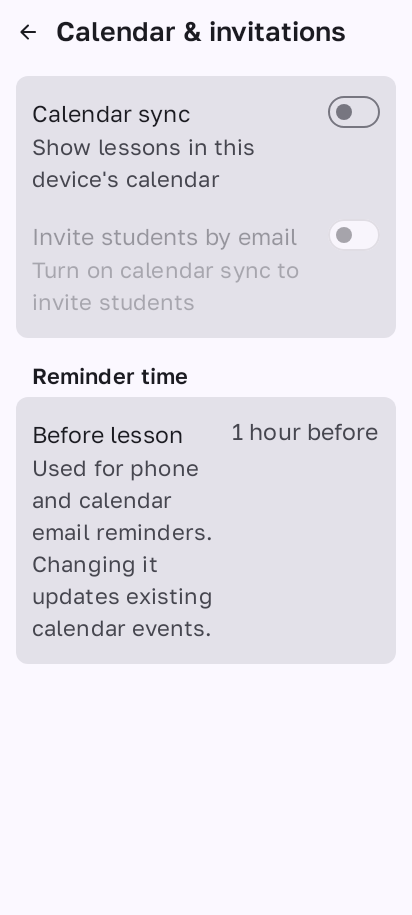 Calendar & invitations
Calendar sync
Show lessons in this
device's calendar
Invite students by email
Turn on calendar sync to
invite students
Reminder time
Before lesson
1 hour before
Used for phone
and calendar
email reminders.
Changing it
updates existing
calendar events.